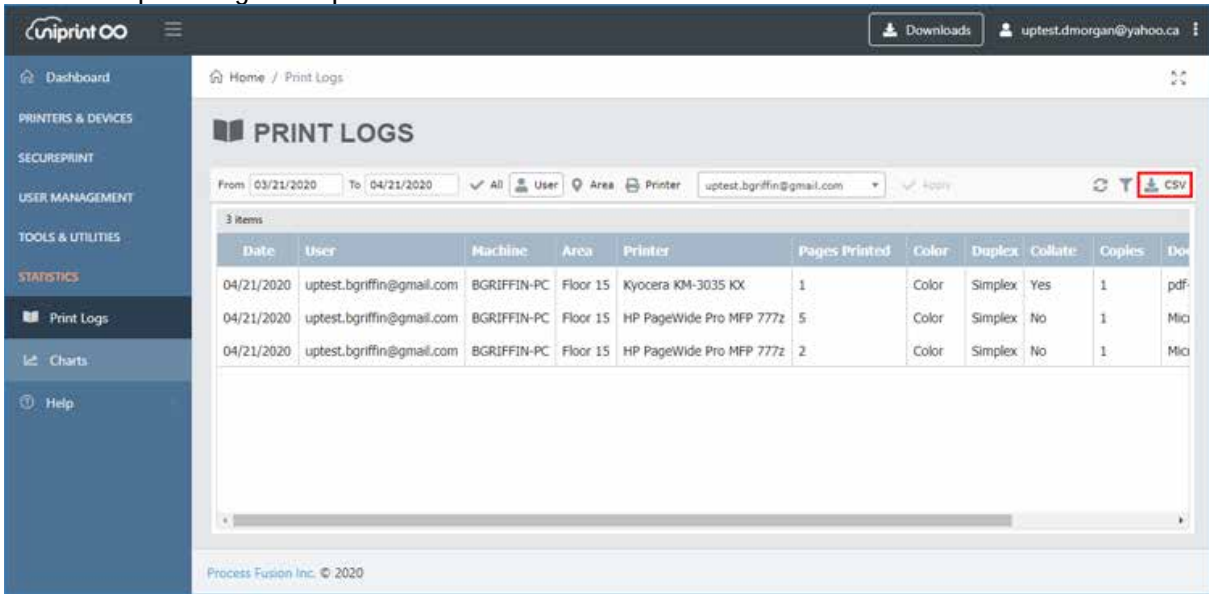 uniprint
Downloads
uptest.dmorgan@yahoo.ca
Dashboard
PRINTERS & DEVICES
SECUREPRINT
USER MANAGEMENT
TOOLS & UTILITIES
STATISTICS
Print Logs
Charts
Help
Home / Print Logs
PRINT LOGS
From 03/21/2020 To 04/21/2020 All User Area Printer uptest.bgriffin@gmail.com Apply CSV
3 items
Date User Machine Area Printer Pages Printed Color Duplex Collate Copies
04/21/2020 uptest.bgriffin@gmail.com BGRIFFIN-PC Floor 15 Kyocera KM-3035 KX 1 Color Simplex Yes 1 pdf-
04/21/2020 uptest.bgriffin@gmail.com BGRIFFIN-PC Floor 15 HP PageWide Pro MFP 777z 5 Color Simplex No 1
04/21/2020 uptest.bgriffin@gmail.com BGRIFFIN-PC Floor 15 HP PageWide Pro MFP 777z 2 Color Simplex No 1
Process Fusion Inc. © 2020